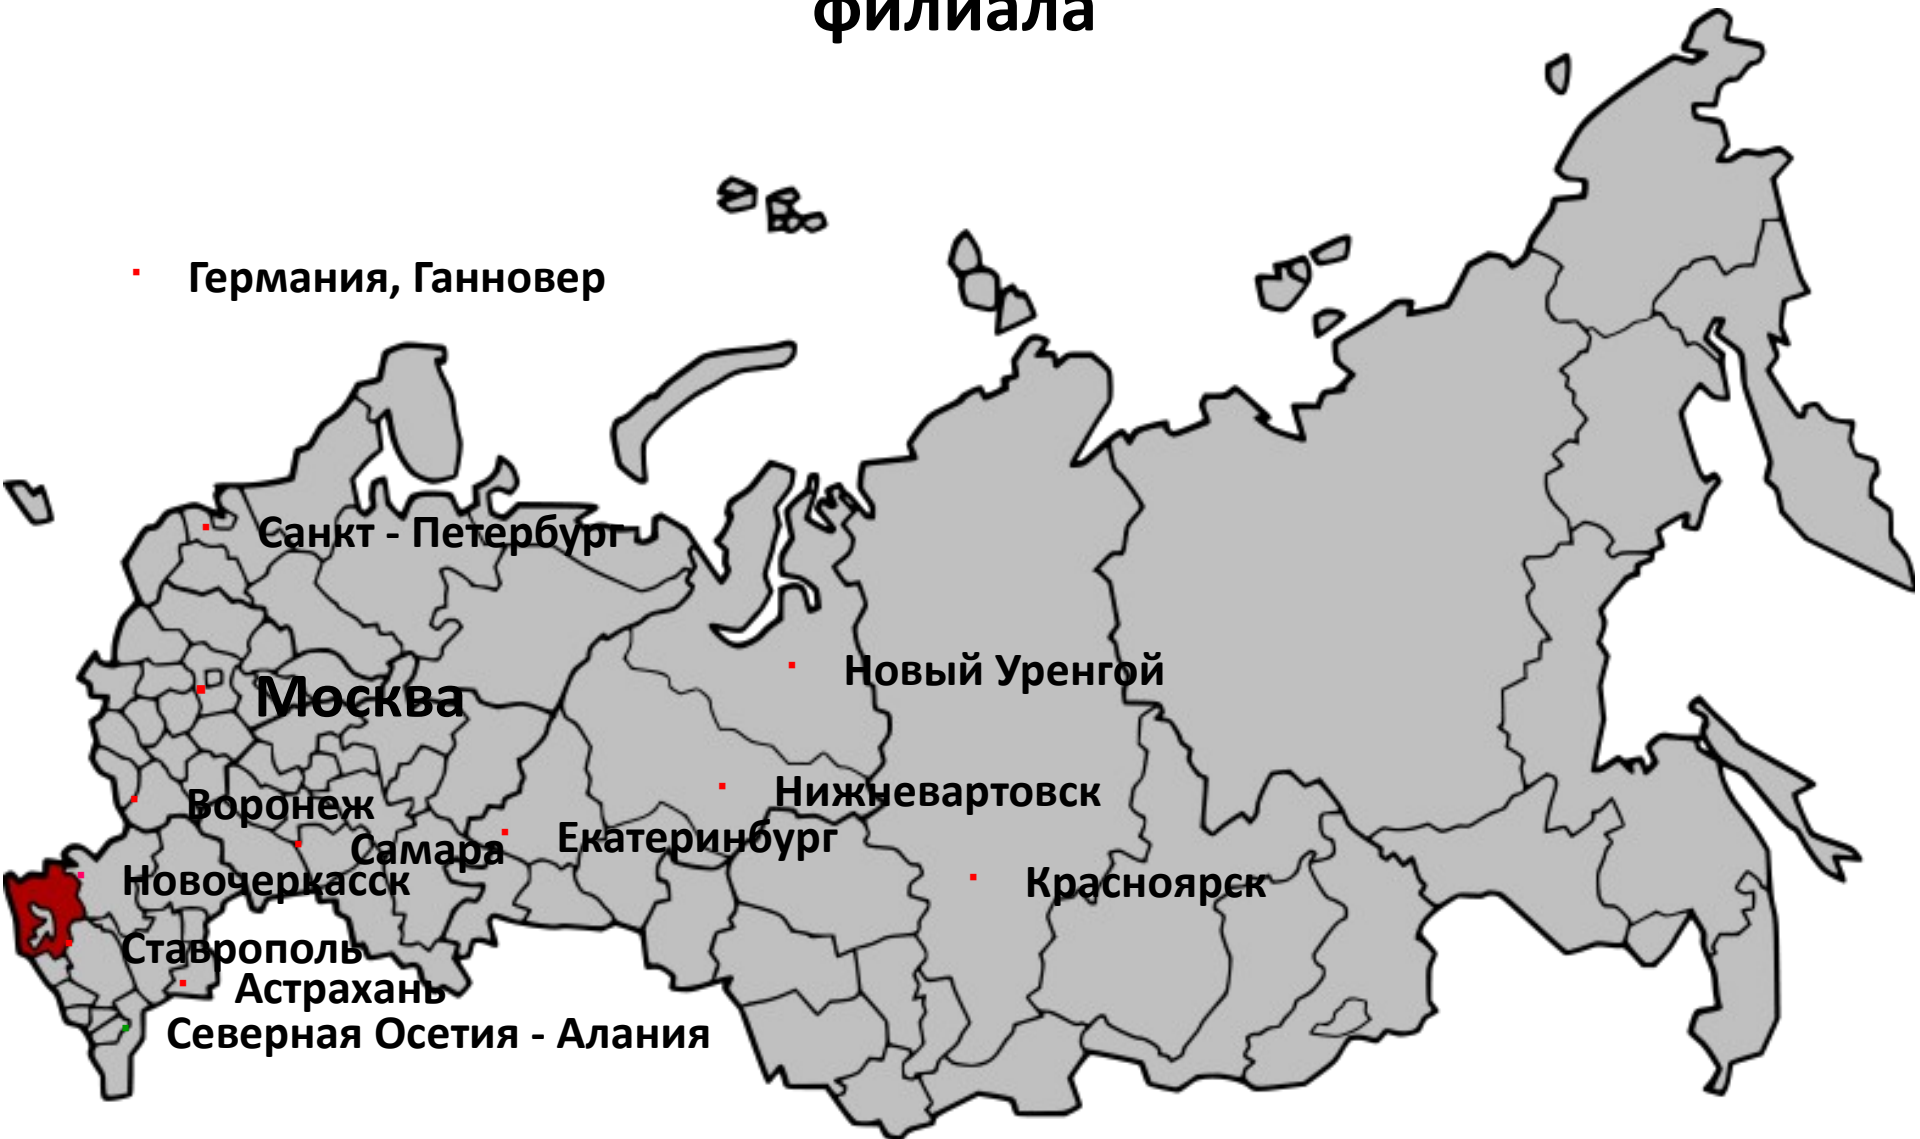 филиала
Германия, Ганновер
Санкт - Петербург
Новый Уренгой
Москва
Нижневартовск
Воронеж
Екатеринбург
Самара
Новочеркасск
Красноярск
Ставрополь
Астрахань
Северная Осетия - Алания